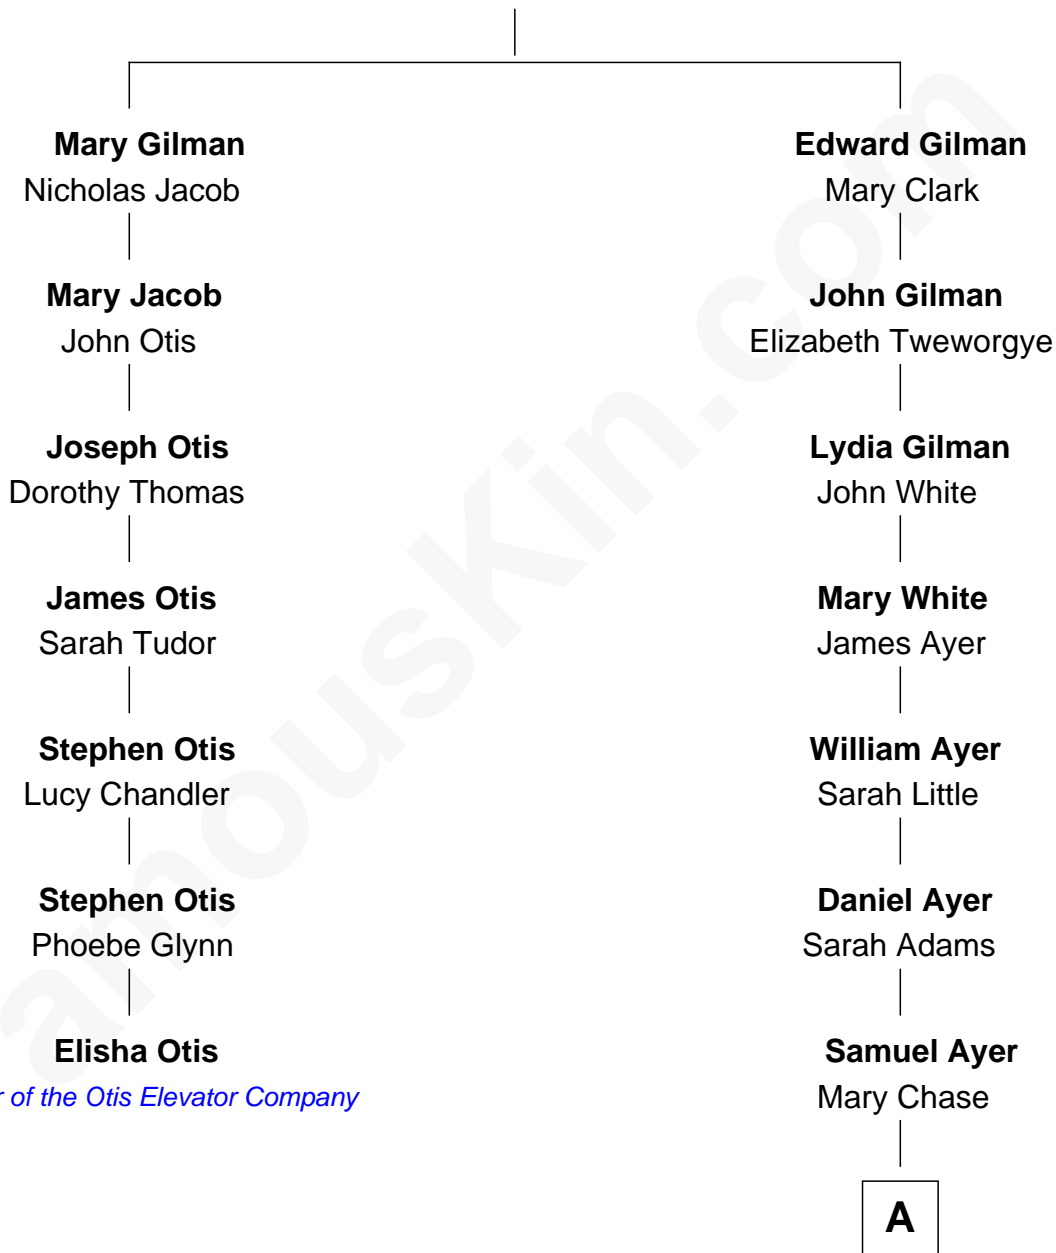 Mary Gilman
Nicholas Jacob
Edward Gilman
Mary Clark
Mary Jacob
John Otis
John Gilman
Elizabeth Tweworgye
Joseph Otis
Dorothy Thomas
Lydia Gilman
John White
James Otis
Sarah Tudor
Mary White
James Ayer
Stephen Otis
Lucy Chandler
William Ayer
Sarah Little
Stephen Otis
Phoebe Glynn
Daniel Ayer
Sarah Adams
Elisha Otis
r of the Otis Elevator Company
Samuel Ayer
Mary Chase
A
amouskin.com